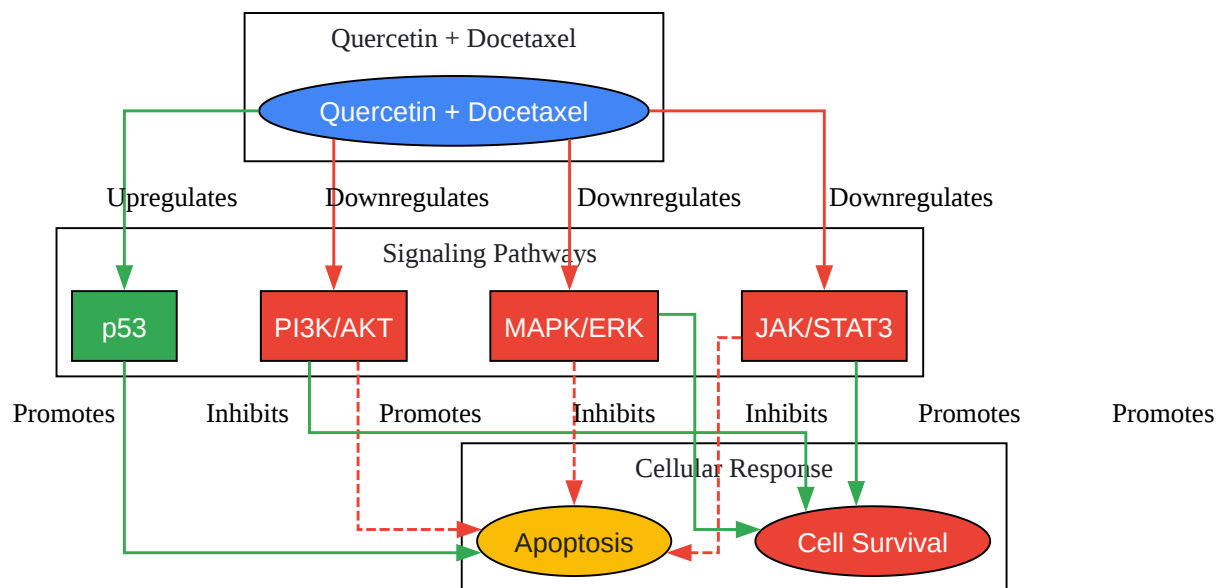 Quercetin + Docetaxel
Quercetin + Docetaxel
Upregulates
Downregulates
Downregulates
Downregulates
Signaling Pathways
p53
PI3K/AKT
MAPK/ERK
JAK/STAT3
Promotes
Inhibits
Promotes
Inhibits
Inhibits
Promotes
Promotes
Cellular Response
Apoptosis
Cell Survival